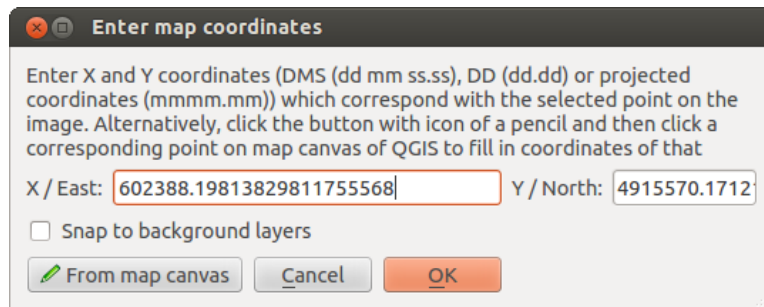 Enter map coordinates
Enter X and Y coordinates (DMS (dd mm ss.ss), DD (dd.dd) or projected
coordinates (mmmm.mm)) which correspond with the selected point on the
image. Alternatively, click the button with icon of a pencil and then click a
corresponding point on map canvas of QGIS to fill in coordinates of that
X / East: 602388.19813829811755568 Y / North: 4915570.1712
Snap to background layers
From map canvas Cancel OK